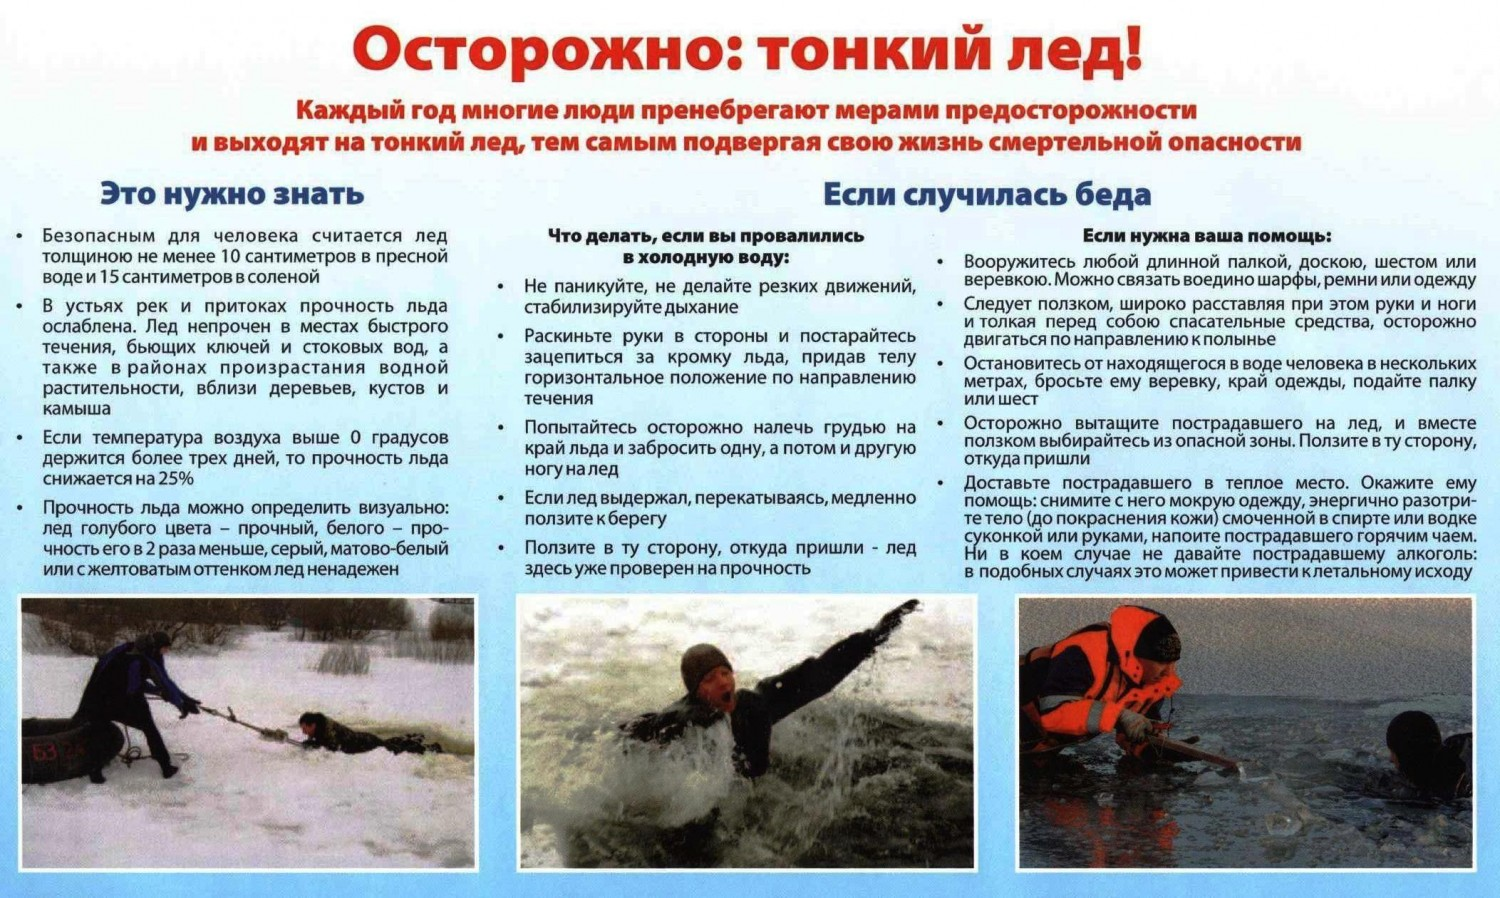 Осторожно: тонкий лед!
Каждый год многие люди пренебрегают мерами предосторожности
и выходят на тонкий лед, тем самым подвергая свою жизнь смертельной опасности
Это нужно знать
• Безопасным для человека считается лед
толщиною не менее 10 сантиметров в пресной
воде и 15 сантиметров в соленой
• В устьях рек и притоках прочность льда
ослаблена. Лед непрочен в местах быстрого
течения, бьющих ключей и стоковых вод, а
также в районах произрастания водной
растительности, вблизи деревьев, кустов и
камыша
• Если температура воздуха выше 0 градусов
держится более трех дней, то прочность льда
снижается на 25%
• Прочность льда можно определить визуально:
лед голубого цвета – прочный, белого – про-
чность его в 2 раза меньше, серый, матово-белый
или с желтоватым оттенком лед ненадежен
Если случилась беда
Что делать, если вы провалились
в холодную воду:
• Не паникуйте, не делайте резких движений,
стабилизируйте дыхание
• Раскиньте руки в стороны и постарайтесь
зацепиться за кромку льда, придав телу
горизонтальное положение по направлению
течения
• Попытайтесь осторожно налечь грудью на
край льда и забросить одну, а потом и другую
ногу на лед
• Если лед выдержал, перекатываясь, медленно
ползите к берегу
• Ползите в ту сторону, откуда пришли - лед
здесь уже проверен на прочность
Если нужна ваша помощь:
• Вооружитесь любой длинной палкой, доскою, шестом или
веревкою. Можно связать воедино шарфы, ремни или одежду
• Следует ползком, широко расставляя при этом руки и ноги
и толкая перед собою спасательные средства, осторожно
двигаться по направлению к полынье
• Остановитесь от находящегося в воде человека в нескольких
метрах, бросьте ему веревку, край одежды, подайте палку
или шест
• Осторожно вытащите пострадавшего на лед, и вместе
ползком выбирайтесь из опасной зоны. Ползите в ту сторону,
откуда пришли
• Доставьте пострадавшего в теплое место. Окажите ему
помощь: снимите с него мокрую одежду, энергично разотри-
те тело (до покраснения кожи) смоченной в спирте или водке
суконкой или руками, напоите пострадавшего горячим чаем.
Ни в коем случае не давайте пострадавшему алкоголь:
в подобных случаях это может привести к летальному исходу
БЗ